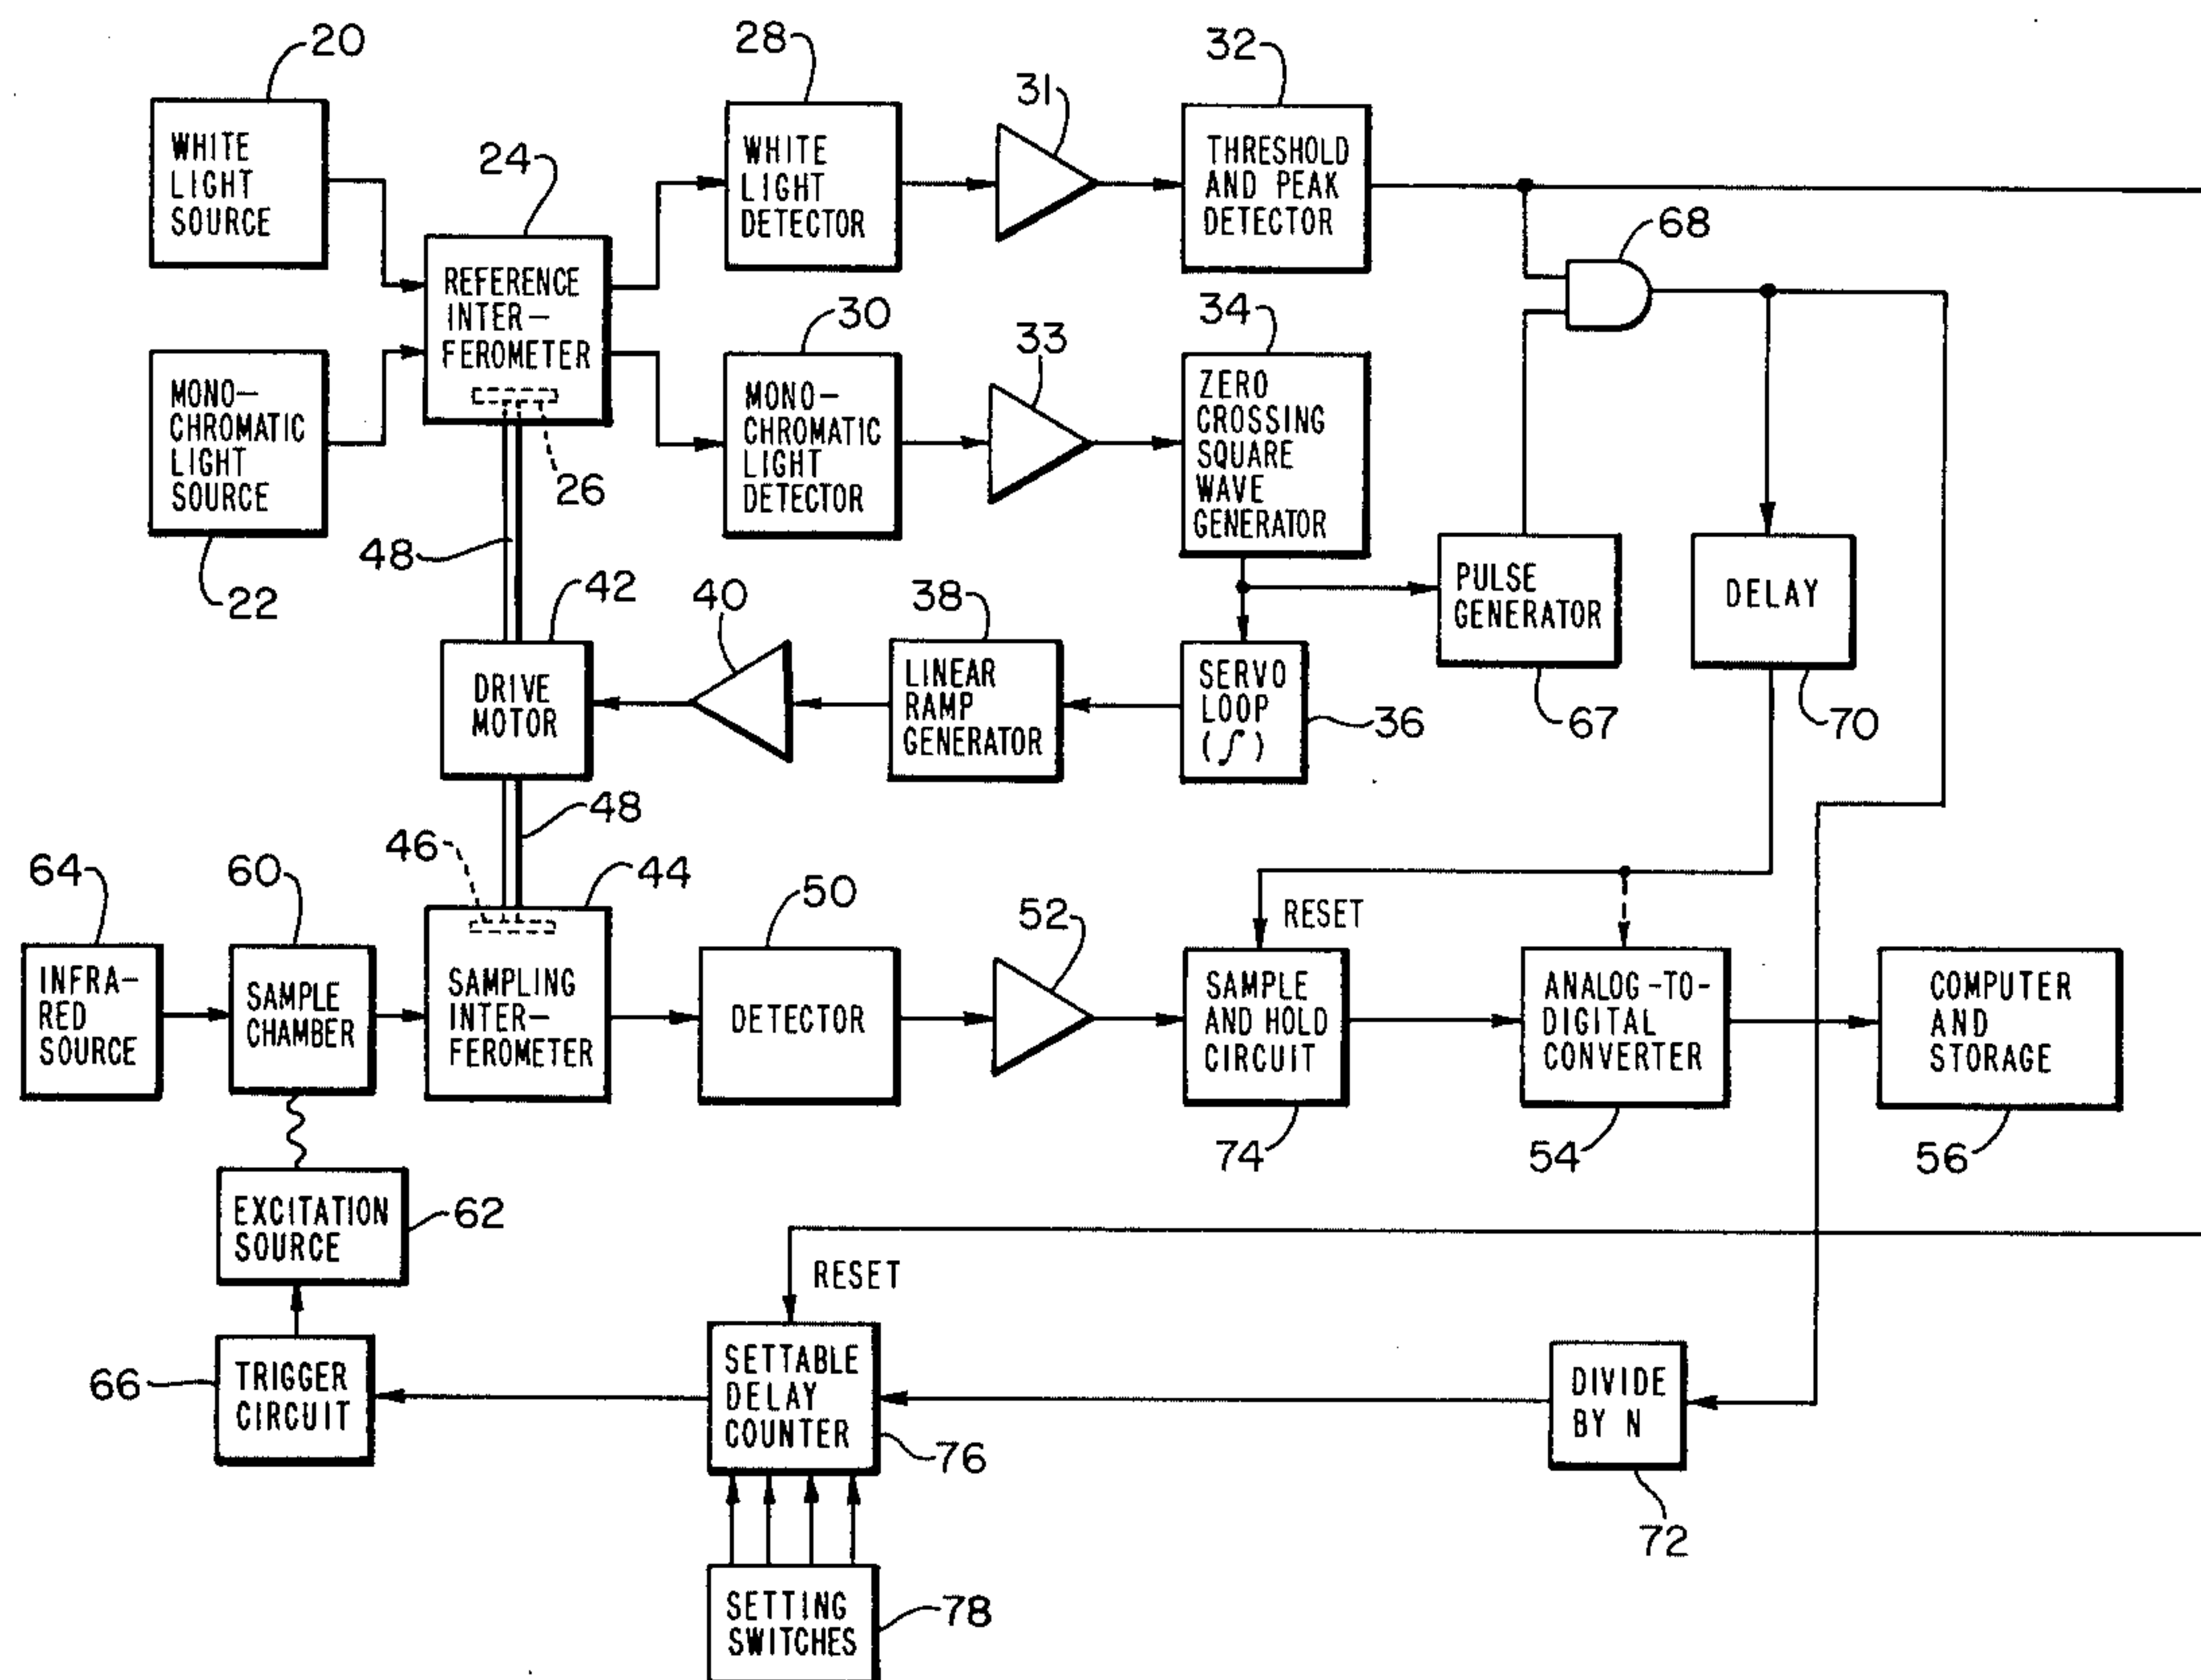 20
28
32
31
WHITE
LIGHT
SOURCE
24
WHITE
LIGHT
DETECTOR
THRESHOLD
AND PEAK
DETECTOR
68
REFERENCE
INTER-
FEROMETER
30
33
34
MONO-
CHROMATIC
LIGHT
SOURCE
26
MONO-
CHROMATIC
LIGHT
DETECTOR
ZERO
CROSSING
SQUARE
WAVE
GENERATOR
22
48
42
40
38
PULSE
GENERATOR
DELAY
DRIVE
MOTOR
LINEAR
RAMP
GENERATOR
SERVO
LOOP
(∫)
36
67
70
48
46
44
64
60
50
52
RESET
INFRA-
RED
SOURCE
SAMPLE
CHAMBER
SAMPLING
INTER-
FEROMETER
DETECTOR
SAMPLE
AND HOLD
CIRCUIT
ANALOG-TO-
DIGITAL
CONVERTER
COMPUTER
AND
STORAGE
74
54
56
EXCITATION
SOURCE
62
RESET
66
TRIGGER
CIRCUIT
SETTABLE
DELAY
COUNTER
76
DIVIDE
BY N
72
SETTING
SWITCHES
78